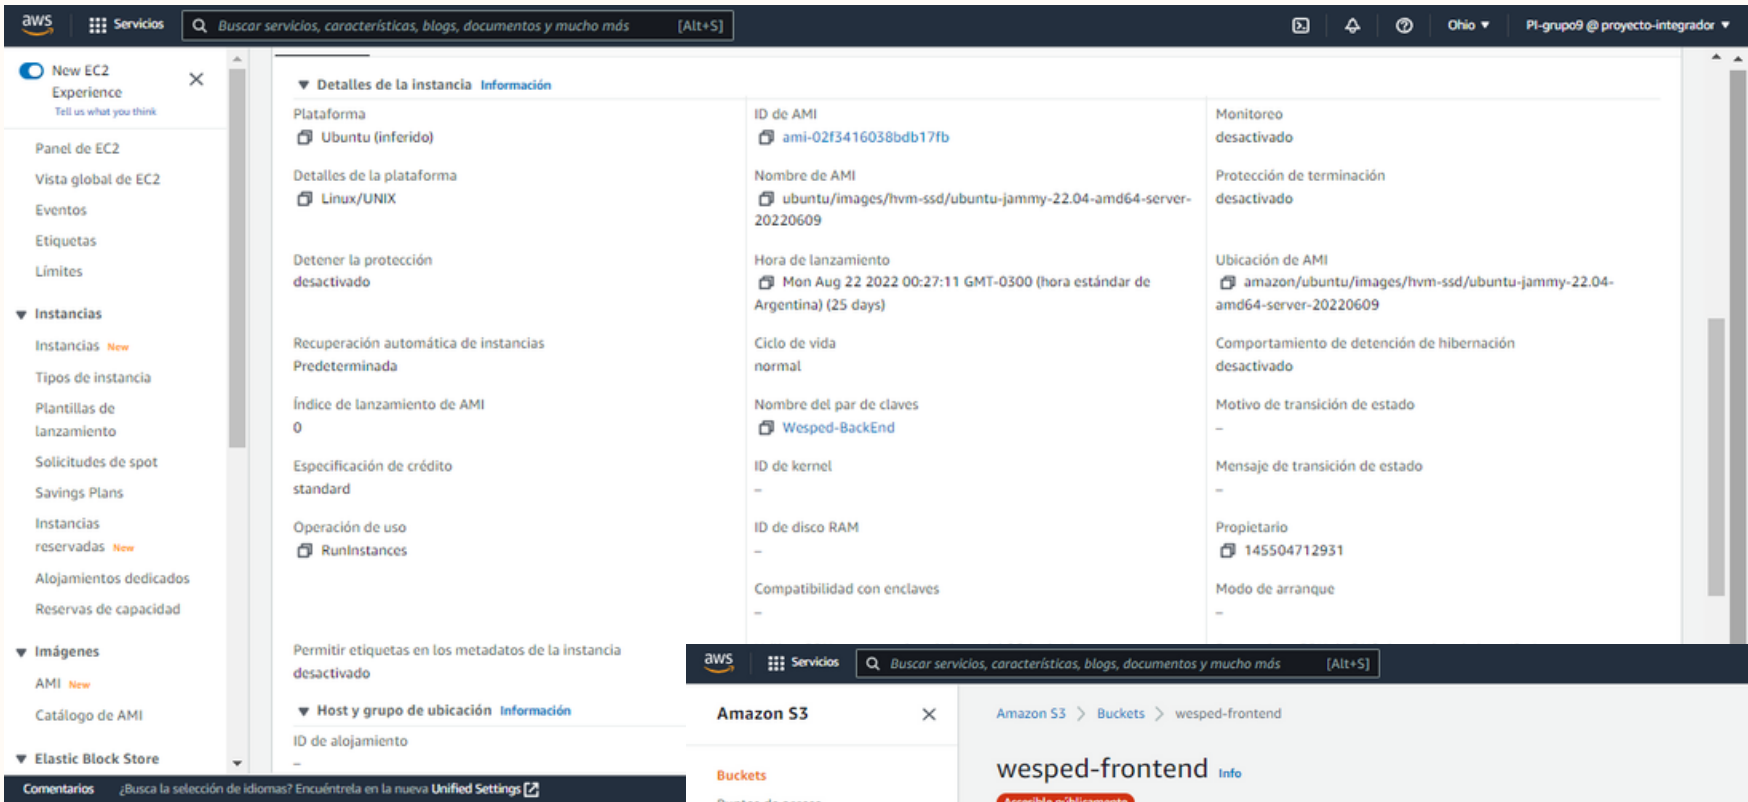 aws
Servicios
Buscar servicios, características, blogs, documentos y mucho más [Alt+S]
Ohio
PI-grupo9 @ proyecto-integrador
New EC2
Experience
Tell us what you think
Panel de EC2
Vista global de EC2
Eventos
Etiquetas
Límites
Instancias
Instancias New
Tipos de instancia
Plantillas de
lanzamiento
Solicitudes de spot
Savings Plans
Instancias
reservadas New
Alojamientos dedicados
Reservas de capacidad
Imágenes
AMI New
Catálogo de AMI
Elastic Block Store
Detalles de la instancia Información
Plataforma
Ubuntu (inferido)
Detalles de la plataforma
Linux/UNIX
Detener la protección
desactivado
Recuperación automática de instancias
Predeterminada
Índice de lanzamiento de AMI
0
Especificación de crédito
standard
Operación de uso
RunInstances
Permitir etiquetas en los metadatos de la instancia
desactivado
Host y grupo de ubicación Información
ID de alojamiento
–
ID de AMI
ami-02f3416038bdb17fb
Nombre de AMI
ubuntu/images/hvm-ssd/ubuntu-jammy-22.04-amd64-server-
20220609
Hora de lanzamiento
Mon Aug 22 2022 00:27:11 GMT-0300 (hora estándar de
Argentina) (25 days)
Ciclo de vida
normal
Nombre del par de claves
Wesped-BackEnd
ID de kernel
–
ID de disco RAM
–
Compatibilidad con enclaves
–
Monitoreo
desactivado
Protección de terminación
desactivado
Ubicación de AMI
amazon/ubuntu/images/hvm-ssd/ubuntu-jammy-22.04-
amd64-server-20220609
Comportamiento de detención de hibernación
desactivado
Motivo de transición de estado
–
Mensaje de transición de estado
–
Propietario
145504712931
Modo de arranque
–
Comentarios ¿Busca la selección de idiomas? Encuéntrela en la nueva Unified Settings
aws
Servicios
Buscar servicios, características, blogs, documentos y mucho más [Alt+S]
Amazon S3
Buckets
Amazon S3 > Buckets > wesped-frontend
wesped-frontend Info
Accesible públicamente